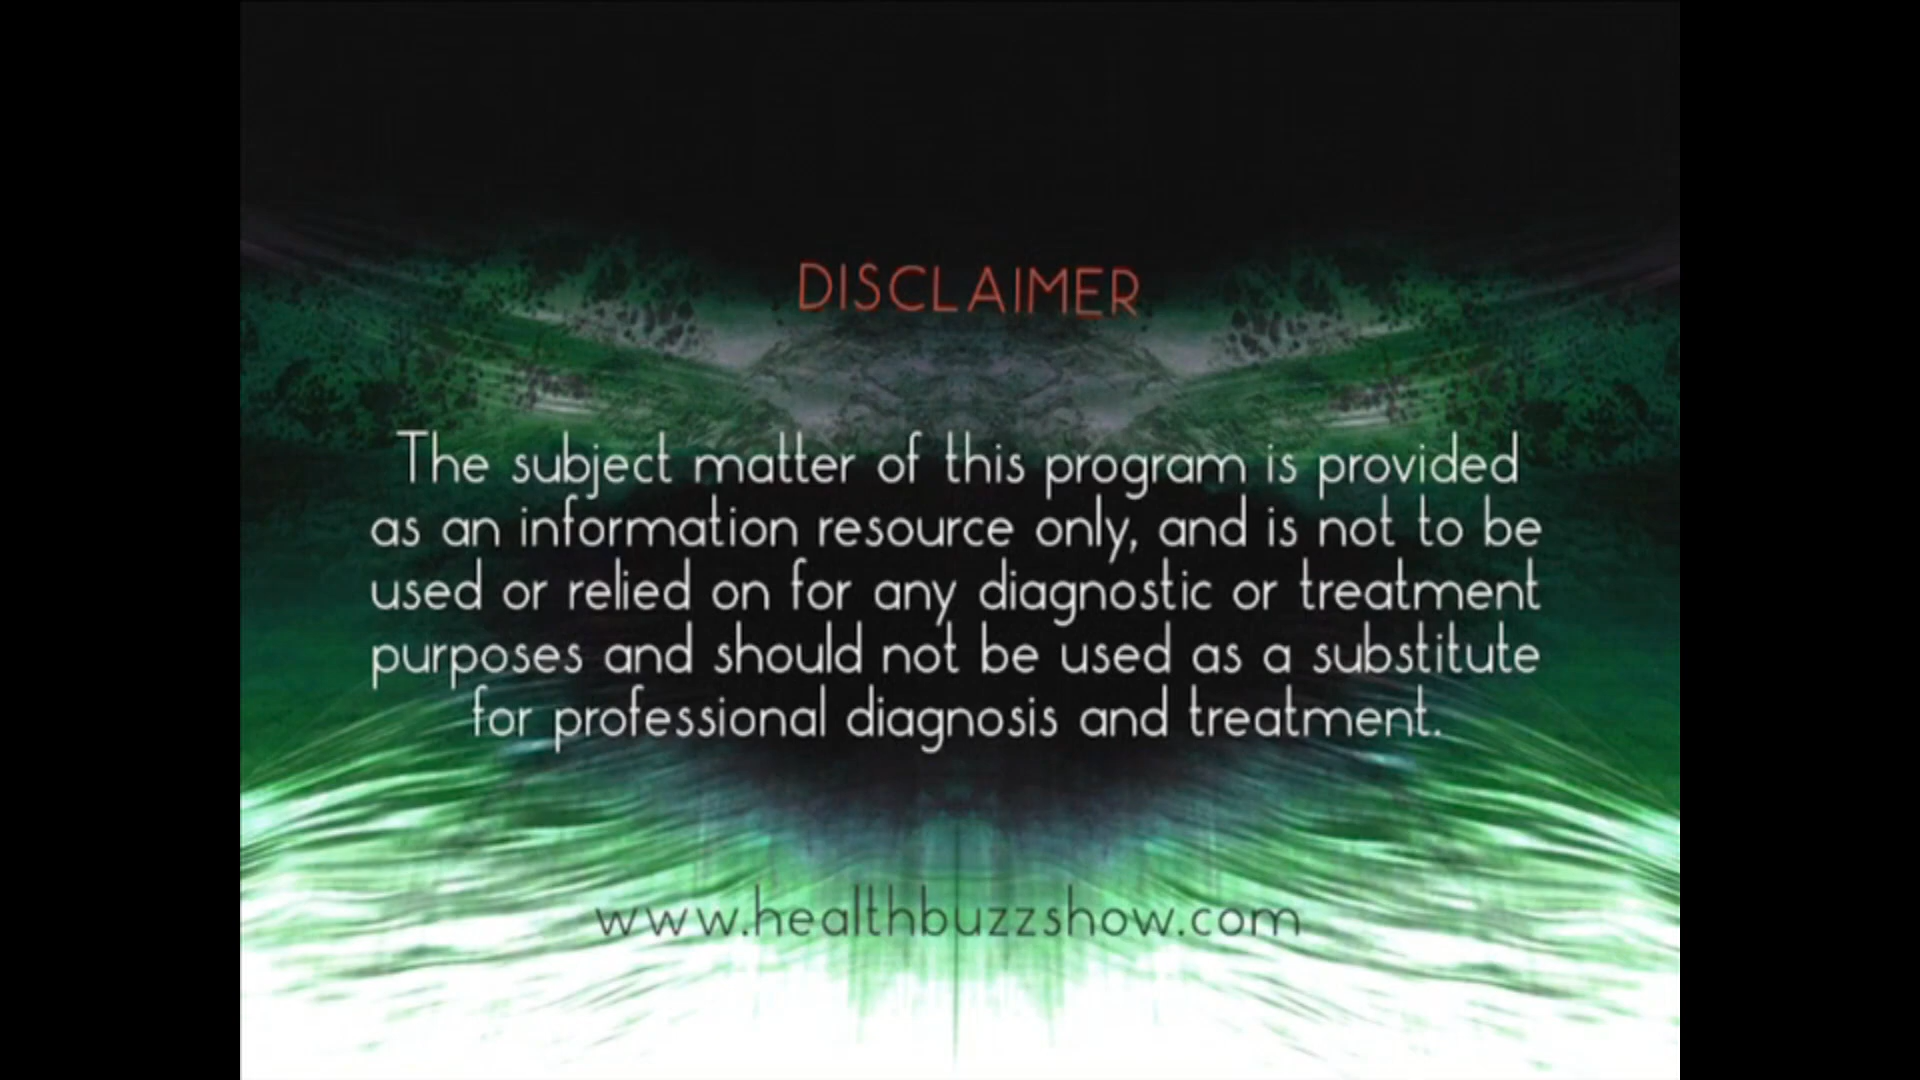 DISCLAIMER
The subject matter of this program is provided
as an information resource only, and is not to be
used or relied on for any diagnostic or treatment
purposes and should not be used as a substitute
for professional diagnosis and treatment.
www.healthbuzzshow.com